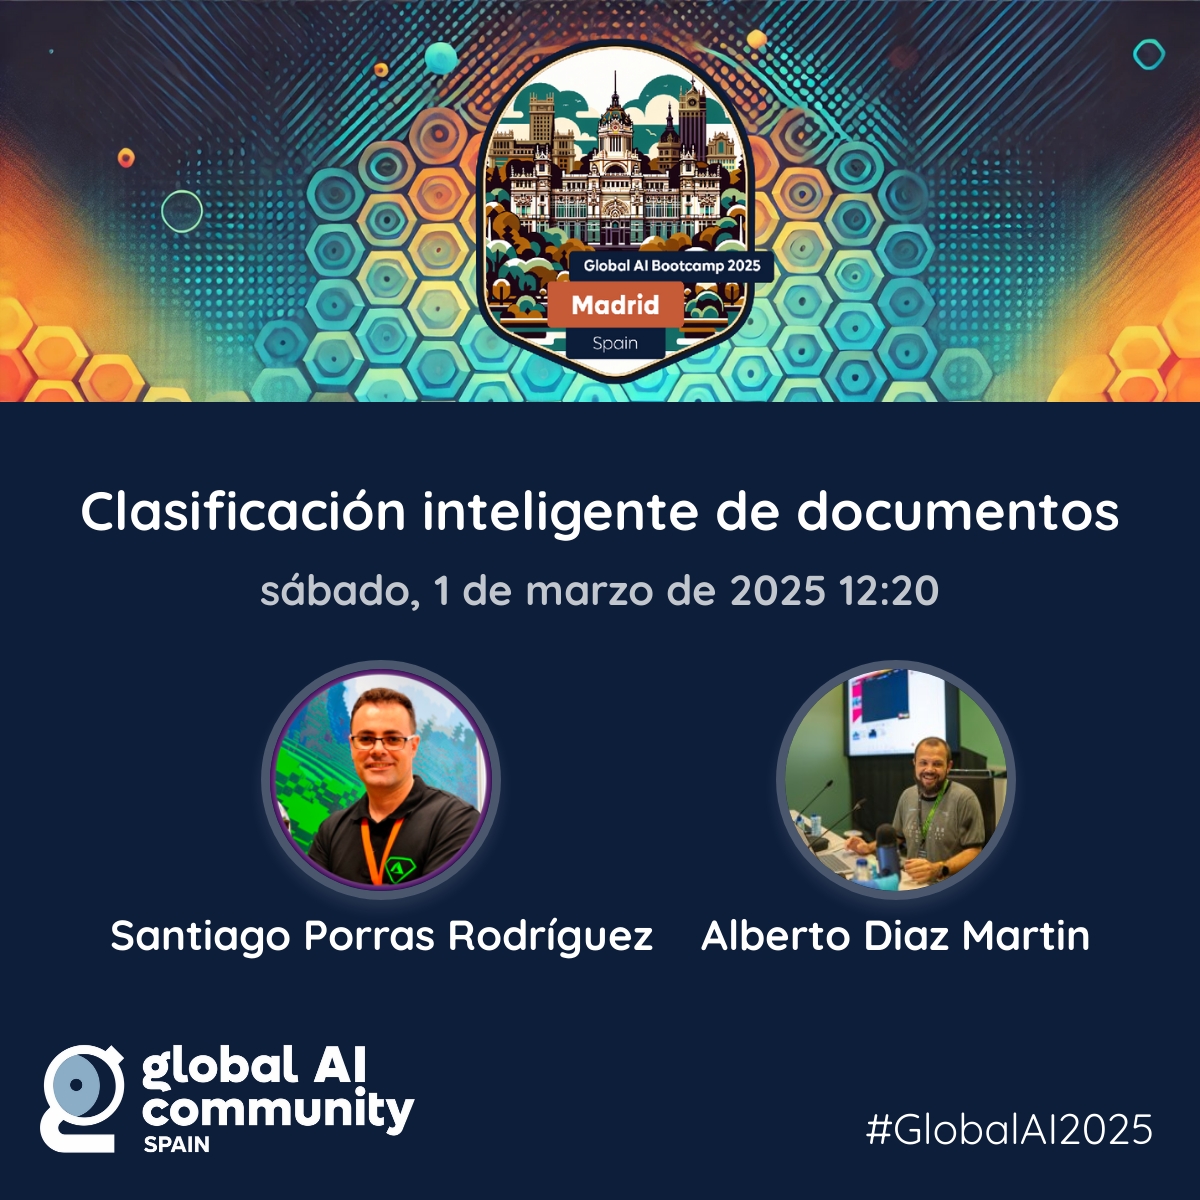 Global AI Bootcamp 2025
Madrid
Spain
Clasificación inteligente de documentos
sábado, 1 de marzo de 2025 12:20
Santiago Porras Rodríguez
Alberto Diaz Martin
global AI
community
SPAIN
#GlobalAI2025